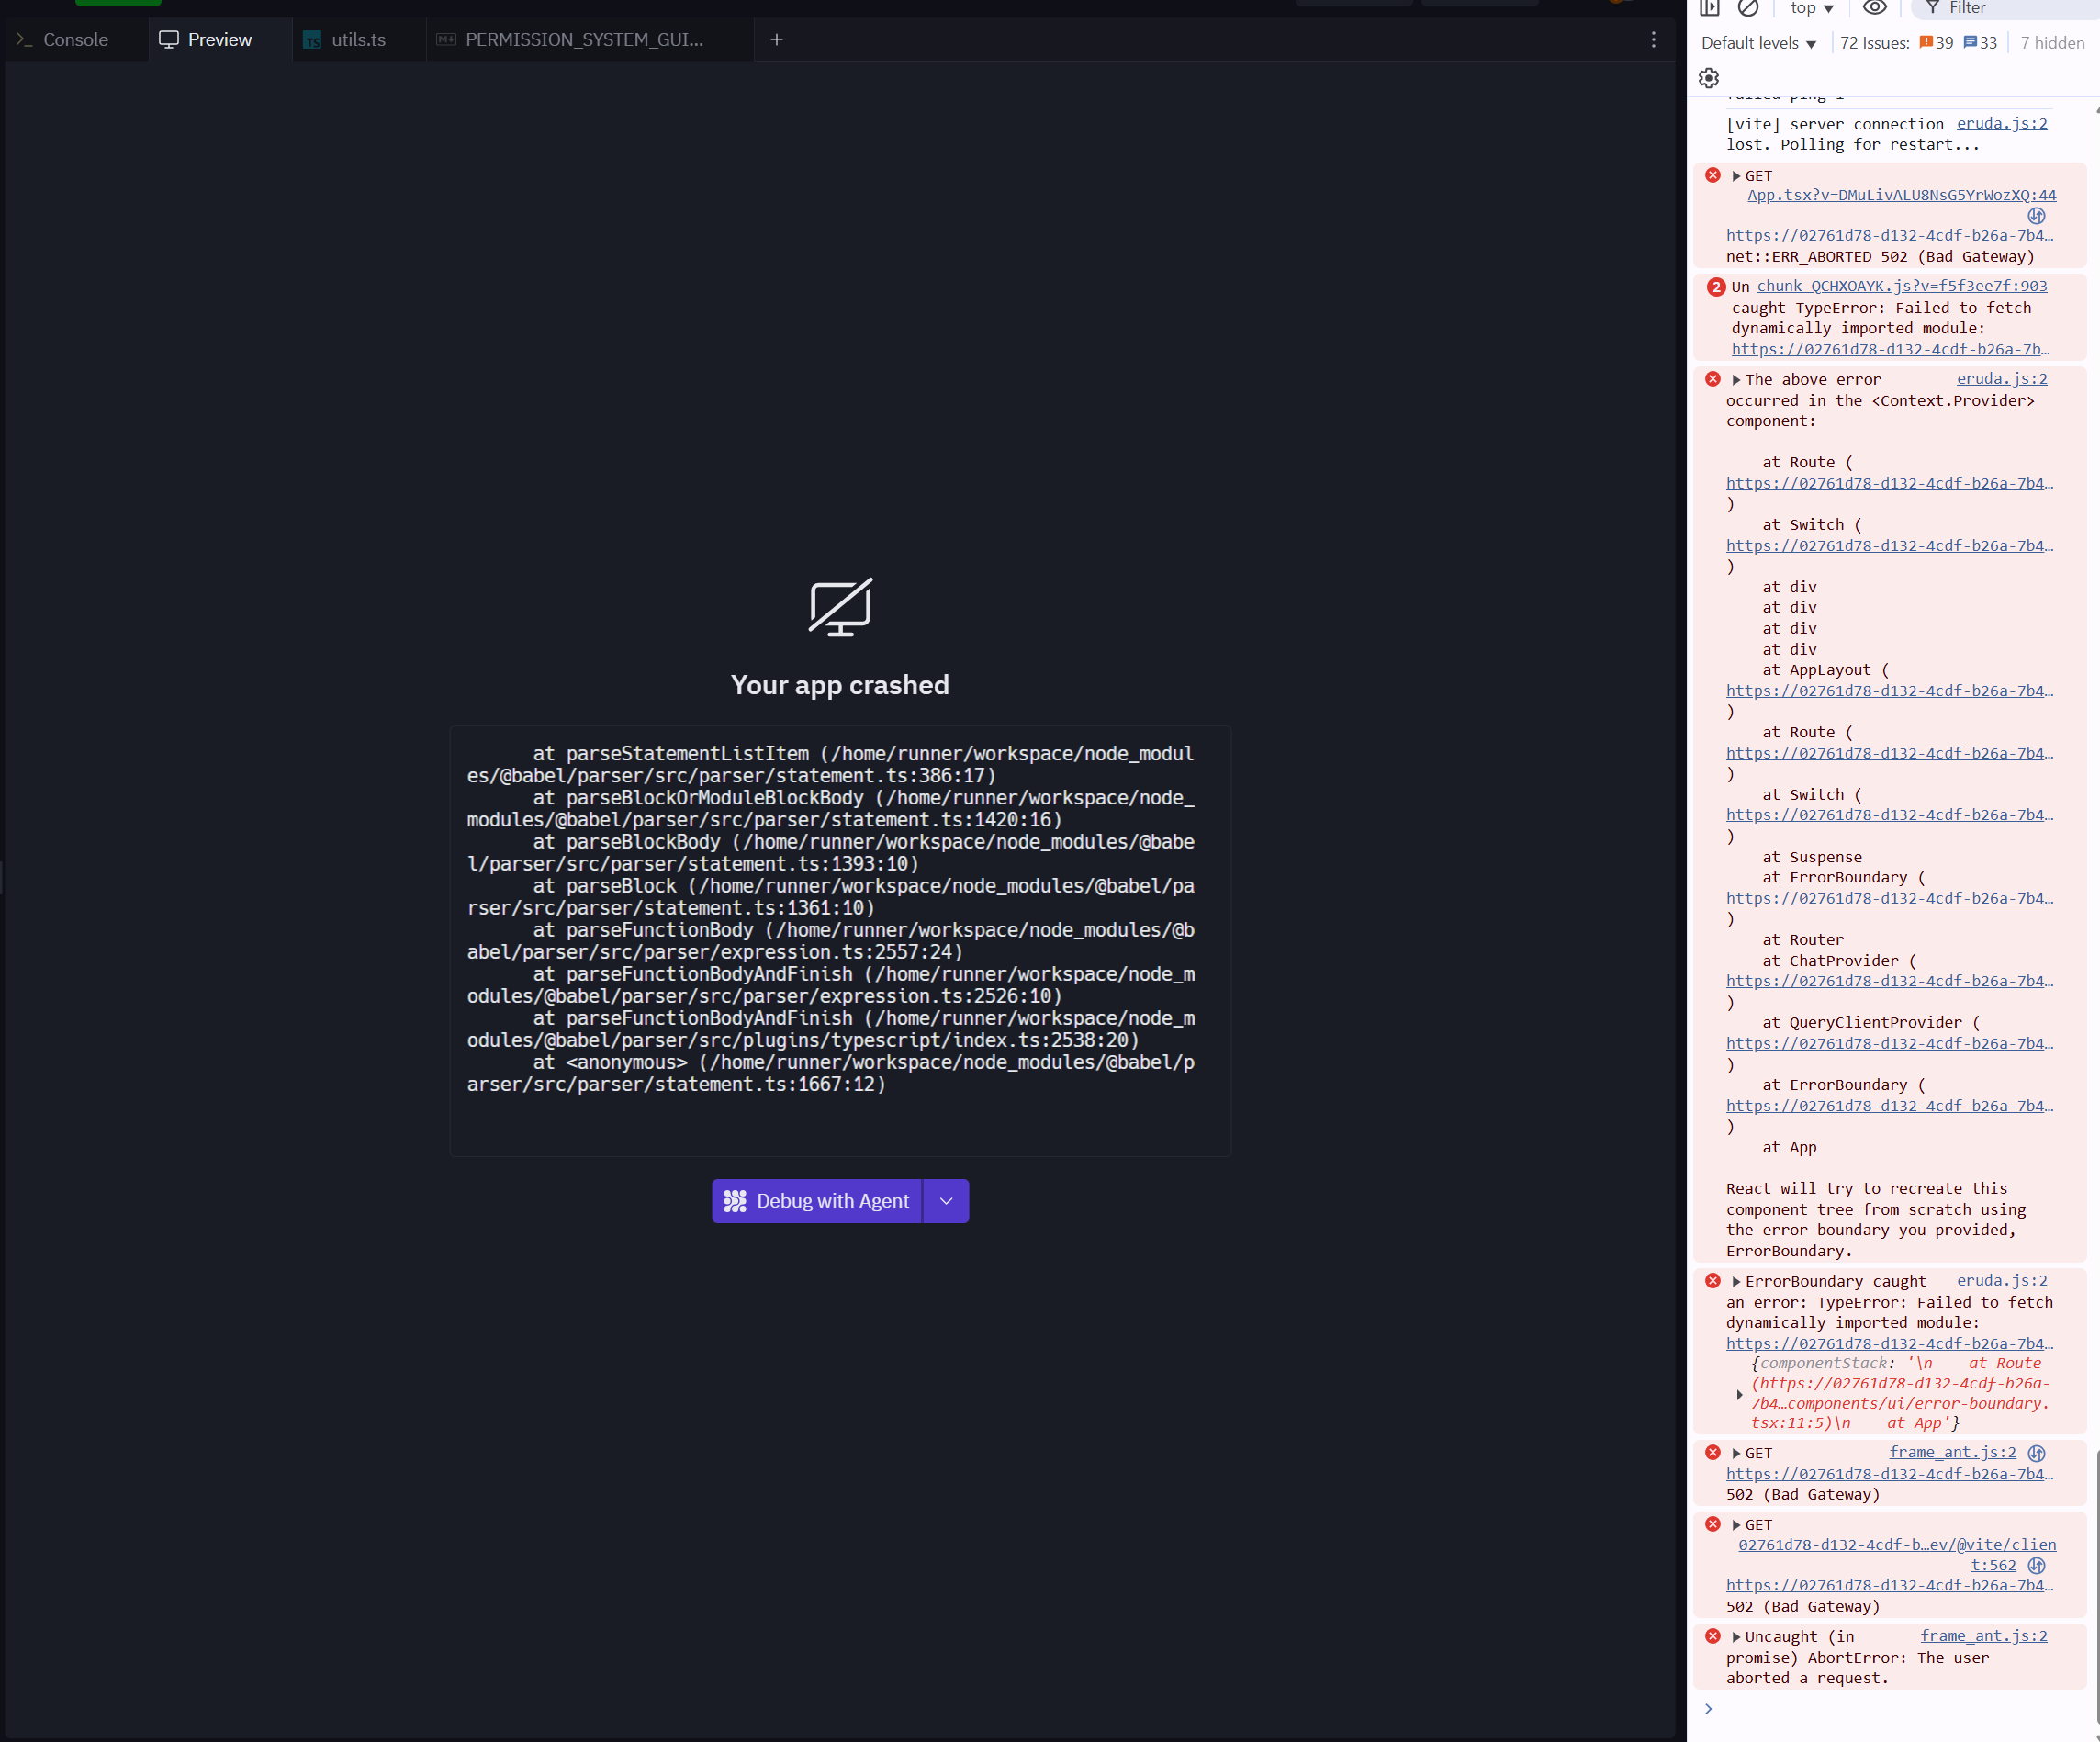 Console
Preview
TS utils.ts
PERMISSION_SYSTEM_GUI...
Your app crashed
at parseStatementListItem (/home/runner/workspace/node_modul
es/@babel/parser/src/parser/statement.ts:386:17)
at parseBlockOrModuleBlockBody (/home/runner/workspace/node_
modules/@babel/parser/src/parser/statement.ts:1420:16)
at parseBlockBody (/home/runner/workspace/node_modules/@babe
l/parser/src/parser/statement.ts:1393:10)
at parseBlock (/home/runner/workspace/node_modules/@babel/pa
rser/src/parser/statement.ts:1361:10)
at parseFunctionBody (/home/runner/workspace/node_modules/@b
abel/parser/src/parser/expression.ts:2557:24)
at parseFunctionBodyAndFinish (/home/runner/workspace/node_m
odules/@babel/parser/src/parser/expression.ts:2526:10)
at parseFunctionBodyAndFinish (/home/runner/workspace/node_m
odules/@babel/parser/src/plugins/typescript/index.ts:2538:20)
at <anonymous> (/home/runner/workspace/node_modules/@babel/p
arser/src/parser/statement.ts:1667:12)
Debug with Agent
top
Filter
Default levels
72 Issues: 39 33
7 hidden
failed ping 1
[vite] server connection eruda.js:2
lost. Polling for restart...
GET
App.tsx?v=DMuLivALU8NsG5YrWozXQ:44
https://02761d78-d132-4cdf-b26a-7b4…
net::ERR_ABORTED 502 (Bad Gateway)
2 Un chunk-QCHXOAYK.js?v=f5f3ee7f:903
caught TypeError: Failed to fetch
dynamically imported module:
https://02761d78-d132-4cdf-b26a-7b…
The above error eruda.js:2
occurred in the <Context.Provider>
component:
at Route (
https://02761d78-d132-4cdf-b26a-7b4…
)
at Switch (
https://02761d78-d132-4cdf-b26a-7b4…
)
at div
at div
at div
at div
at AppLayout (
https://02761d78-d132-4cdf-b26a-7b4…
)
at Route (
https://02761d78-d132-4cdf-b26a-7b4…
)
at Switch (
https://02761d78-d132-4cdf-b26a-7b4…
)
at Suspense
at ErrorBoundary (
https://02761d78-d132-4cdf-b26a-7b4…
)
at Router
at ChatProvider (
https://02761d78-d132-4cdf-b26a-7b4…
)
at QueryClientProvider (
https://02761d78-d132-4cdf-b26a-7b4…
)
at ErrorBoundary (
https://02761d78-d132-4cdf-b26a-7b4…
)
at App
React will try to recreate this
component tree from scratch using
the error boundary you provided,
ErrorBoundary.
ErrorBoundary caught eruda.js:2
an error: TypeError: Failed to fetch
dynamically imported module:
https://02761d78-d132-4cdf-b26a-7b4…
{componentStack: '\n    at Route
(https://02761d78-d132-4cdf-b26a-
7b4…components/ui/error-boundary.
tsx:11:5)\n    at App'}
GET frame_ant.js:2
https://02761d78-d132-4cdf-b26a-7b4…
502 (Bad Gateway)
GET
02761d78-d132-4cdf-b…ev/@vite/clien
t:562
https://02761d78-d132-4cdf-b26a-7b4…
502 (Bad Gateway)
Uncaught (in frame_ant.js:2
promise) AbortError: The user
aborted a request.